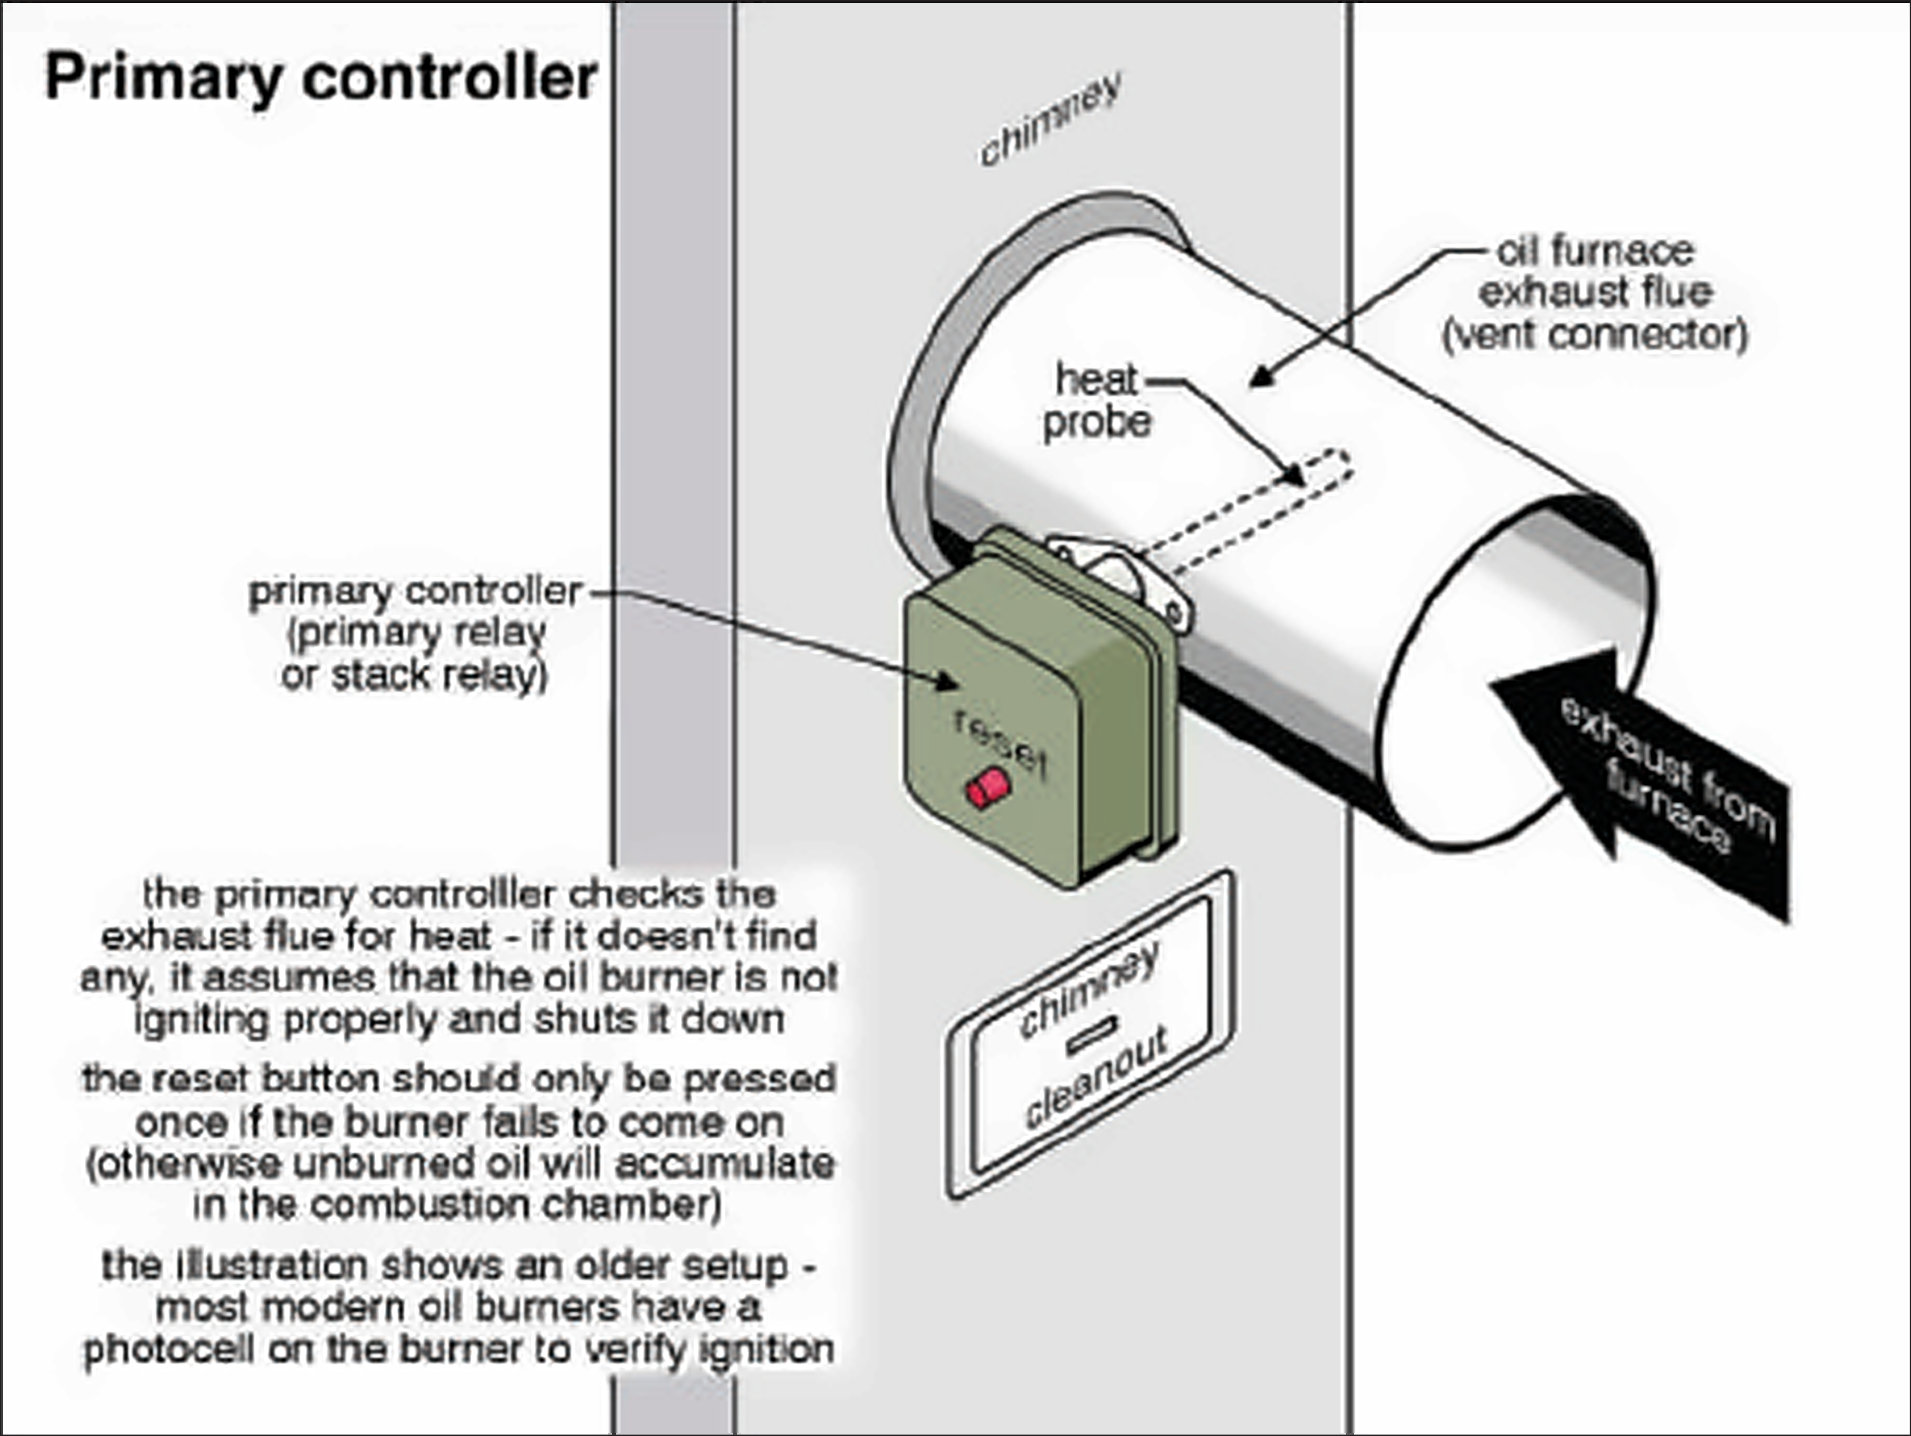 Primary controller
chimney
oil furnace
exhaust flue
(vent connector)
heat
probe
primary controller
(primary relay
or stack relay)
reset
exhaust from
furnace
the primary controlller checks the
exhaust flue for heat - if it doesn't find
any, it assumes that the oil burner is not
igniting properly and shuts it down
the reset button should only be pressed
once if the burner fails to come on
(otherwise unburned oil will accumulate
in the combustion chamber)
the illustration shows an older setup -
most modern oil burners have a
photocell on the burner to verify ignition
chimney
cleanout